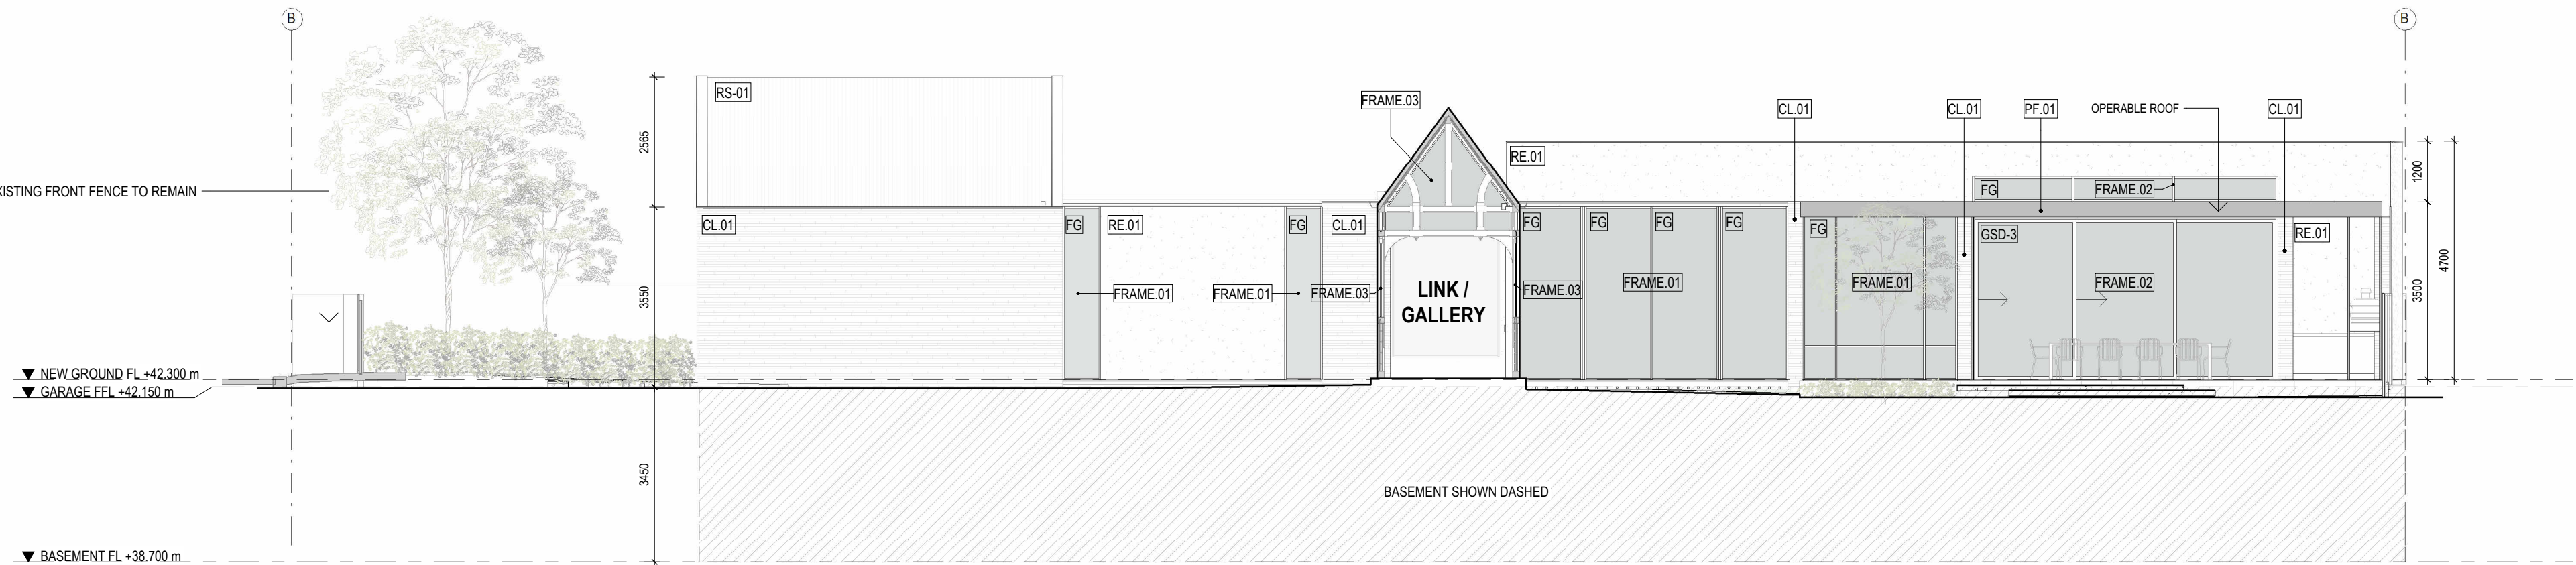 B
B
RS-01
2565
FRAME.03
CL.01
CL.01
PF.01
OPERABLE ROOF
CL.01
RE.01
1200
XISTING FRONT FENCE TO REMAIN
FG
FRAME.02
CL.01
FG
RE.01
FG
CL.01
FG
FG
FG
FG
FG
GSD-3
RE.01
4700
3550
FRAME.01
FRAME.01
FRAME.03
LINK /
GALLERY
FRAME.03
FRAME.01
FRAME.01
FRAME.02
3500
NEW GROUND FL +42.300 m
GARAGE FFL +42.150 m
3450
BASEMENT SHOWN DASHED
BASEMENT FL +38.700 m